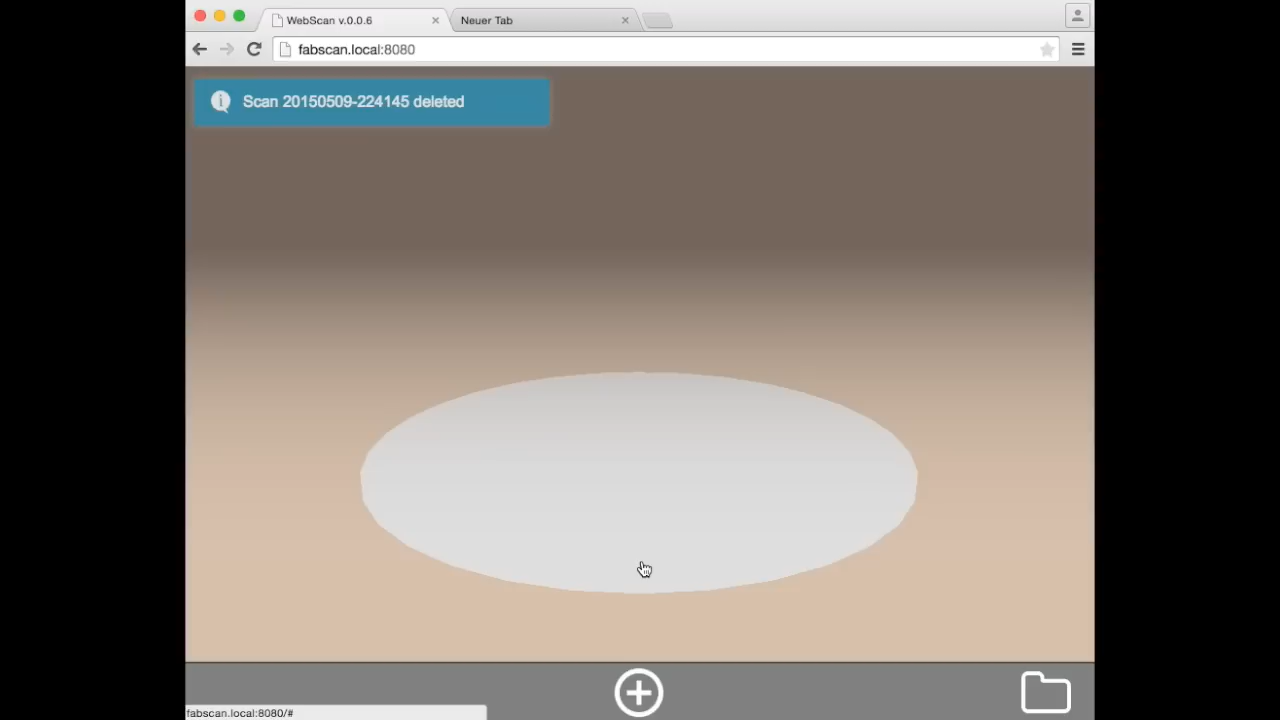 WebScan v.0.0.6
Neuer Tab
fabscan.local:8080
Scan 20150509-224145 deleted
fabscan.local:8080/#